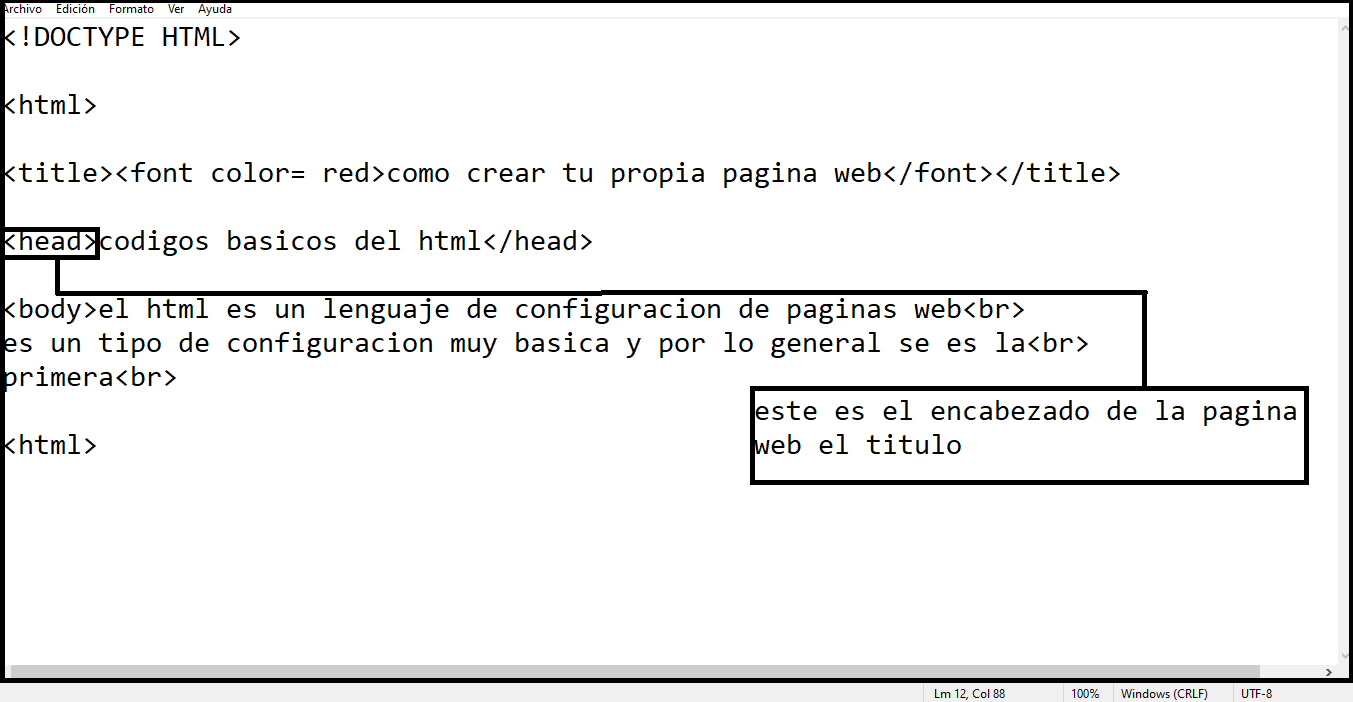 Archivo Edición Formato Ver Ayuda
<!DOCTYPE HTML>
<html>
<title><font color= red>como crear tu propia pagina web</font></title>
<head>codigos basicos del html</head>
<body>el html es un lenguaje de configuracion de paginas web<br>
es un tipo de configuracion muy basica y por lo general se es la<br>
primera<br>
este es el encabezado de la pagina
web el titulo
<html>
Lm 12, Col 88 100% Windows (CRLF) UTF-8